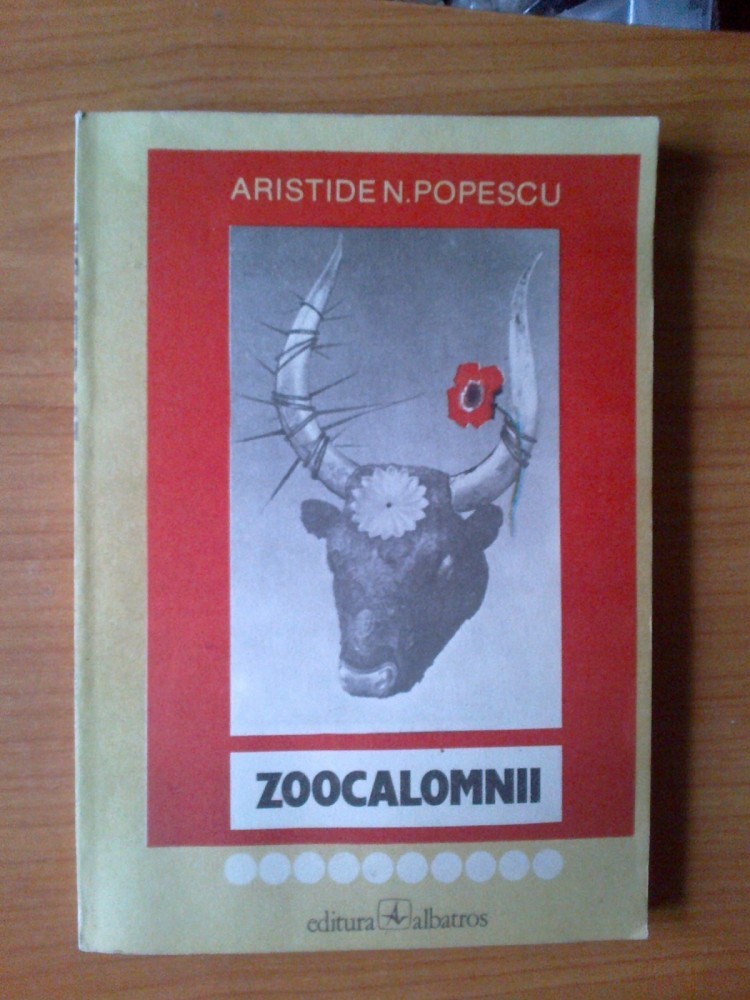 ARISTIDE N. POPESCU
ZOOCALOMNII
editura albatros